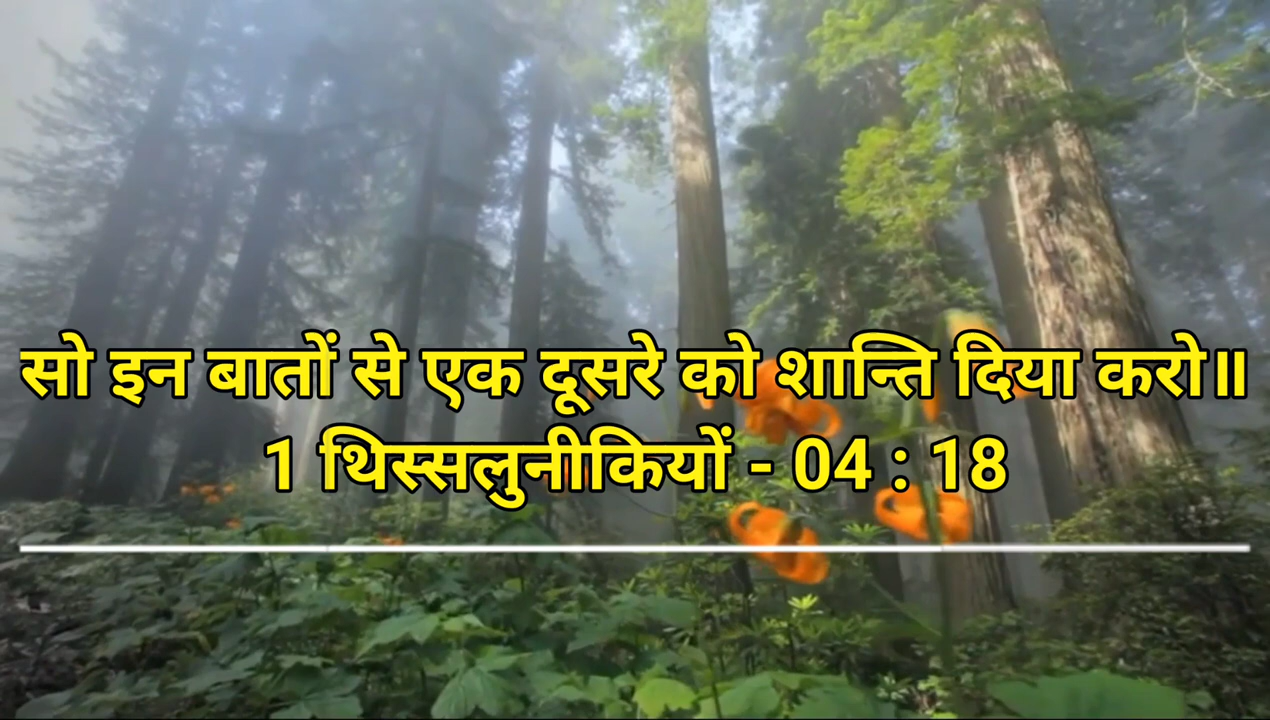 सो इन बातों से एक दूसरे को शान्ति दिया करो॥
1 थिस्सलुनीकियों - 04 : 18